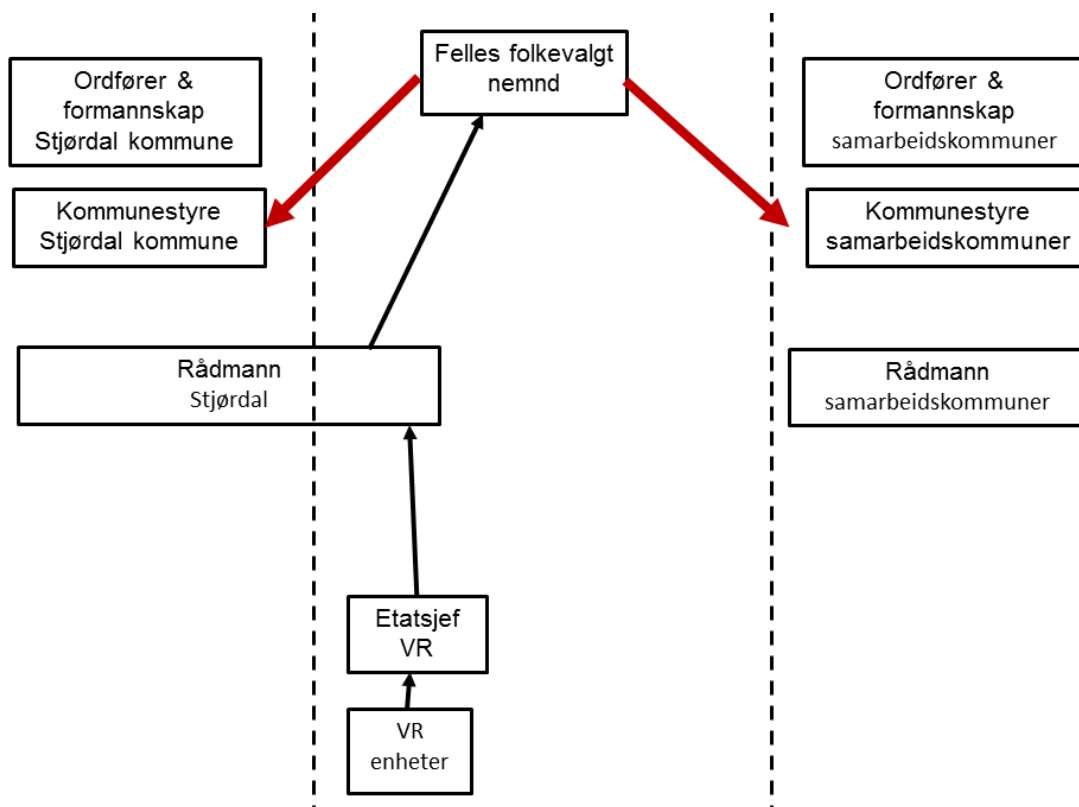 Felles folkevalgt
nemnd
Ordfører &
formannskap
Stjørdal kommune
Ordfører &
formannskap
samarbeidskommuner
Kommunestyre
Stjørdal kommune
Kommunestyre
samarbeidskommuner
Rådmann
Stjørdal
Rådmann
samarbeidskommuner
Etatsjef
VR
VR
enheter